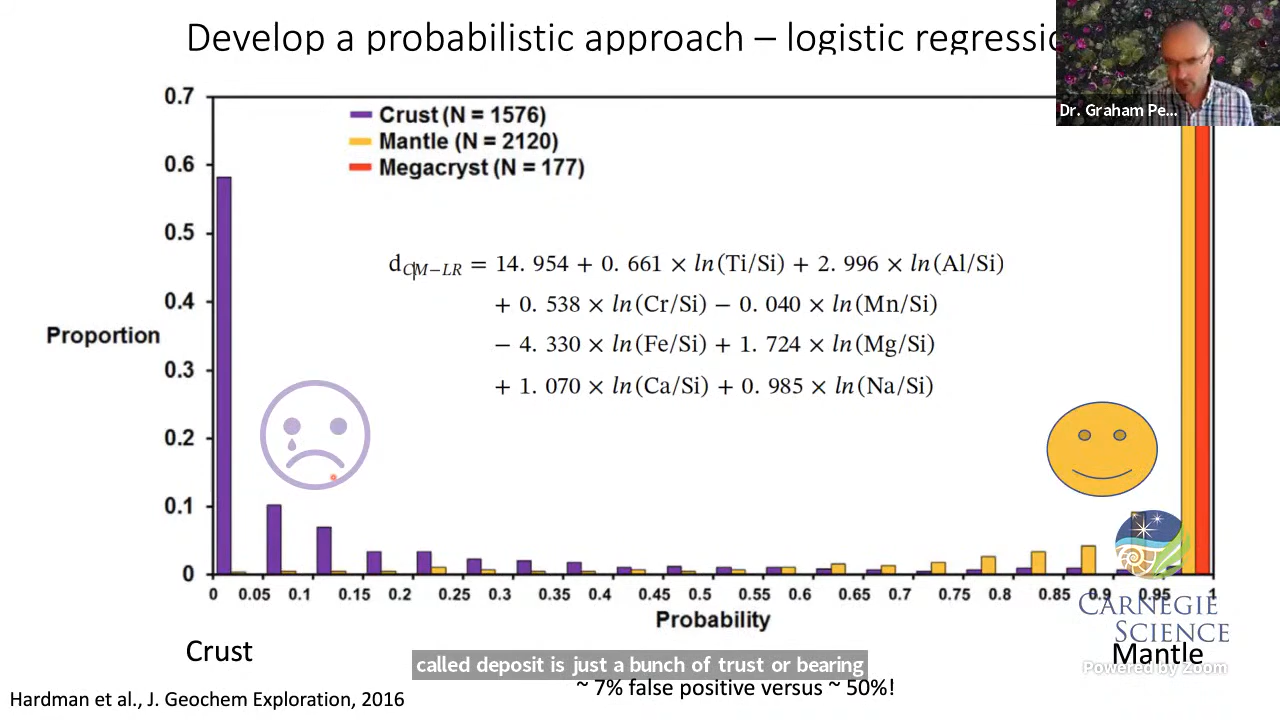 Develop a probabilistic approach – logistic regressio
Dr. Graham Pe...
0.7
0.6
0.5
0.4
0.3
0.2
0.1
0
Proportion
Crust (N = 1576)
Mantle (N = 2120)
Megacryst (N = 177)
d_{CM−LR} = 14. 954 + 0. 661 × ln(Ti/Si) + 2. 996 × ln(Al/Si)
+ 0. 538 × ln(Cr/Si) − 0. 040 × ln(Mn/Si)
− 4. 330 × ln(Fe/Si) + 1. 724 × ln(Mg/Si)
+ 1. 070 × ln(Ca/Si) + 0. 985 × ln(Na/Si)
0 0.05 0.1 0.15 0.2 0.25 0.3 0.35 0.4 0.45 0.5 0.55 0.6 0.65 0.7 0.75 0.8 0.85 0.9 0.95 1
Probability
CARNEGIE
SCIENCE
Crust
Mantle
called deposit is just a bunch of trust or bearing
Powered by Zoom
~ 7% false positive versus ~ 50%!
Hardman et al., J. Geochem Exploration, 2016